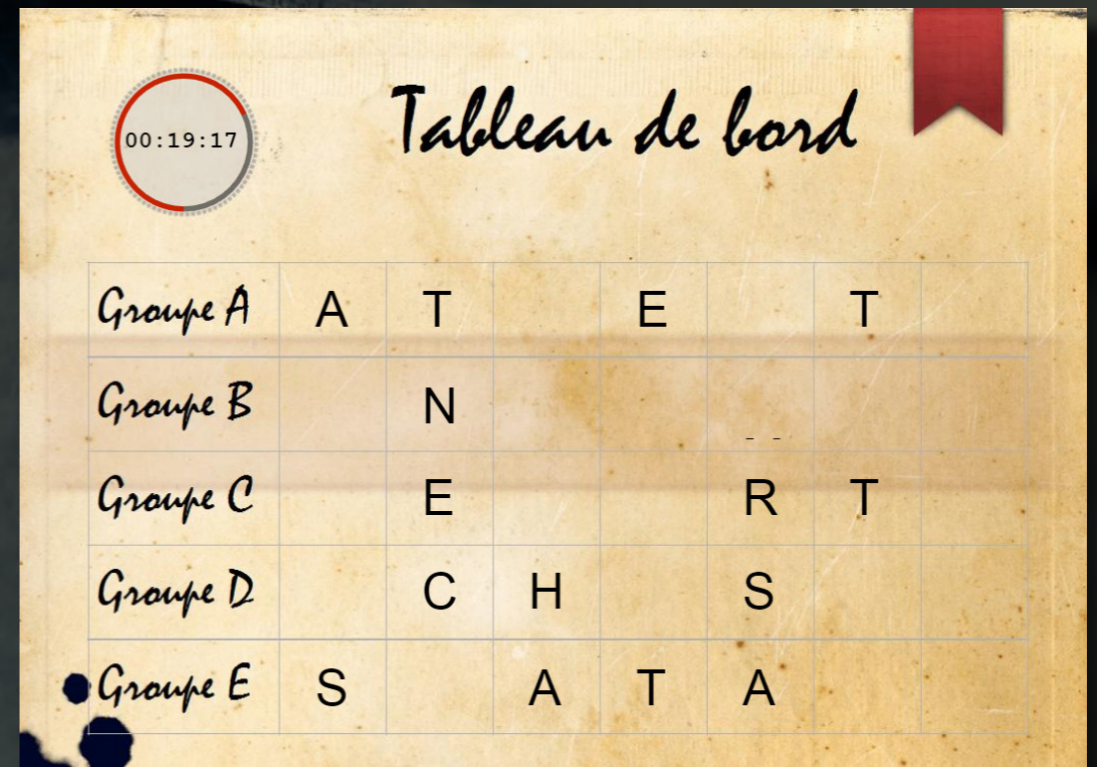 00:19:17
Tableau de bord
Groupe A A T E T
Groupe B N - -
Groupe C E R T
Groupe D C H S
Groupe E S A T A